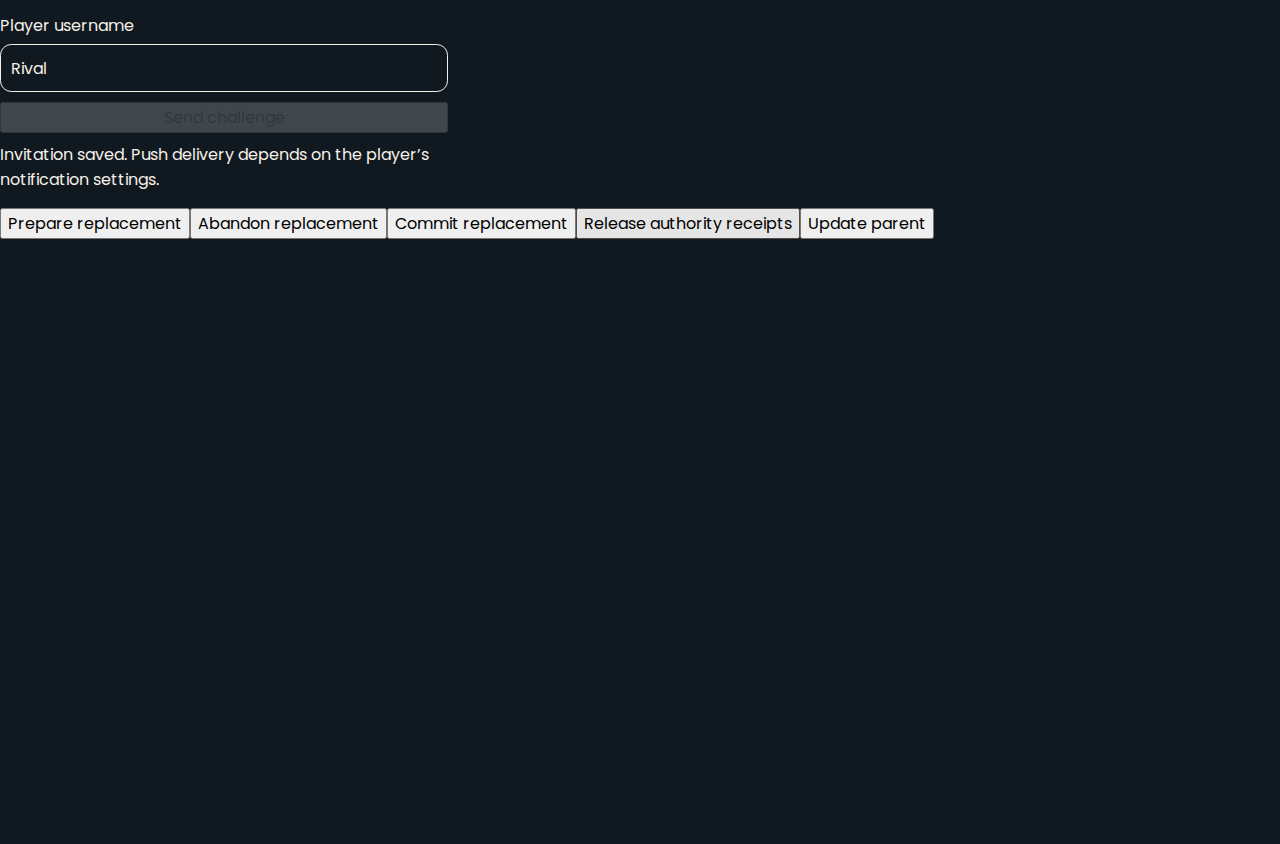 Player username
Rival
Send challenge
Invitation saved. Push delivery depends on the player’s
notification settings.
Prepare replacement Abandon replacement Commit replacement Release authority receipts Update parent